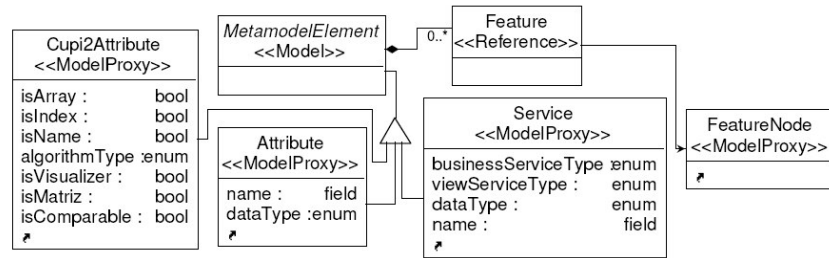 Cupi2Attribute
<<ModelProxy>>
isArray : bool
isIndex : bool
isName : bool
algorithmType :enum
isVisualizer : bool
isMatriz : bool
isComparable : bool
MetamodelElement
<<Model>>
0..*
Feature
<<Reference>>
Attribute
<<ModelProxy>>
name : field
dataType :enum
Service
<<ModelProxy>>
businessServiceType :enum
viewServiceType : enum
dataType : enum
name : field
FeatureNode
<<ModelProxy>>